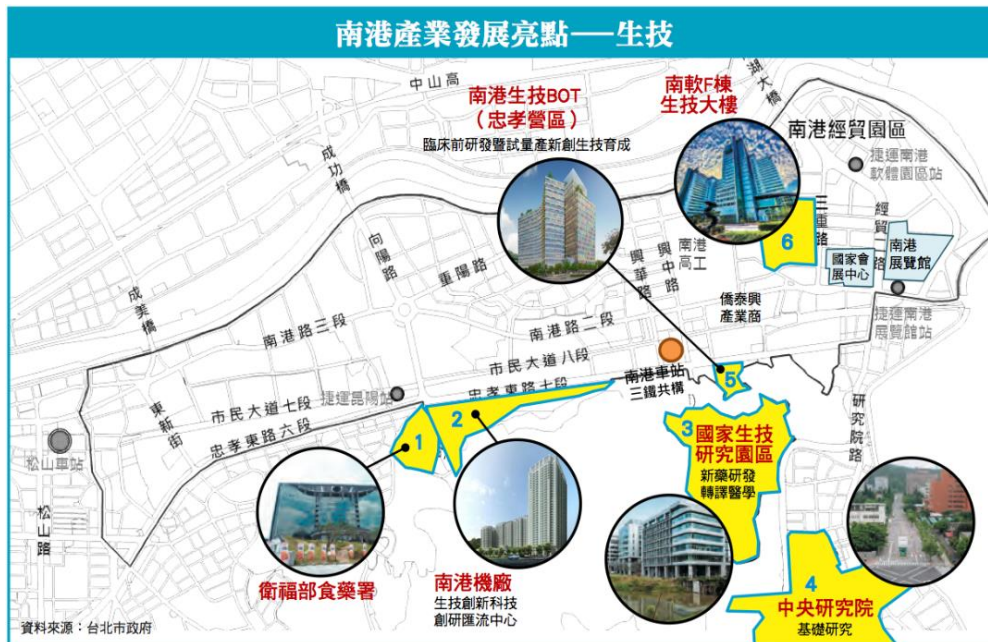 南港產業發展亮點——生技
中山高
湖大橋
南港生技BOT
（忠孝營區）
臨床前研發暨試量產新創生技育成
南軟F棟
生技大樓
南港經貿園區
捷運南港
軟體園區站
成功橋
向陽路
重陽路
興華路
興中路
南港
高工
6
三重路
經貿二路
國家會
展中心
南港
展覽館
捷運南港
展覽館站
成美橋
南港路三段
南港路二段
僑泰興
產業商
市民大道八段
南港車站
三鐵共構
忠孝東路七段
5
捷運昆陽站
市民大道七段
東新街
忠孝東路六段
松山車站
松山路
1
2
3
國家生技
研究園區
新藥研發
轉譯醫學
研究院路
4
中央研究院
基礎研究
衛福部食藥署
南港機廠
生技創新科技
創研匯流中心
資料來源：台北市政府